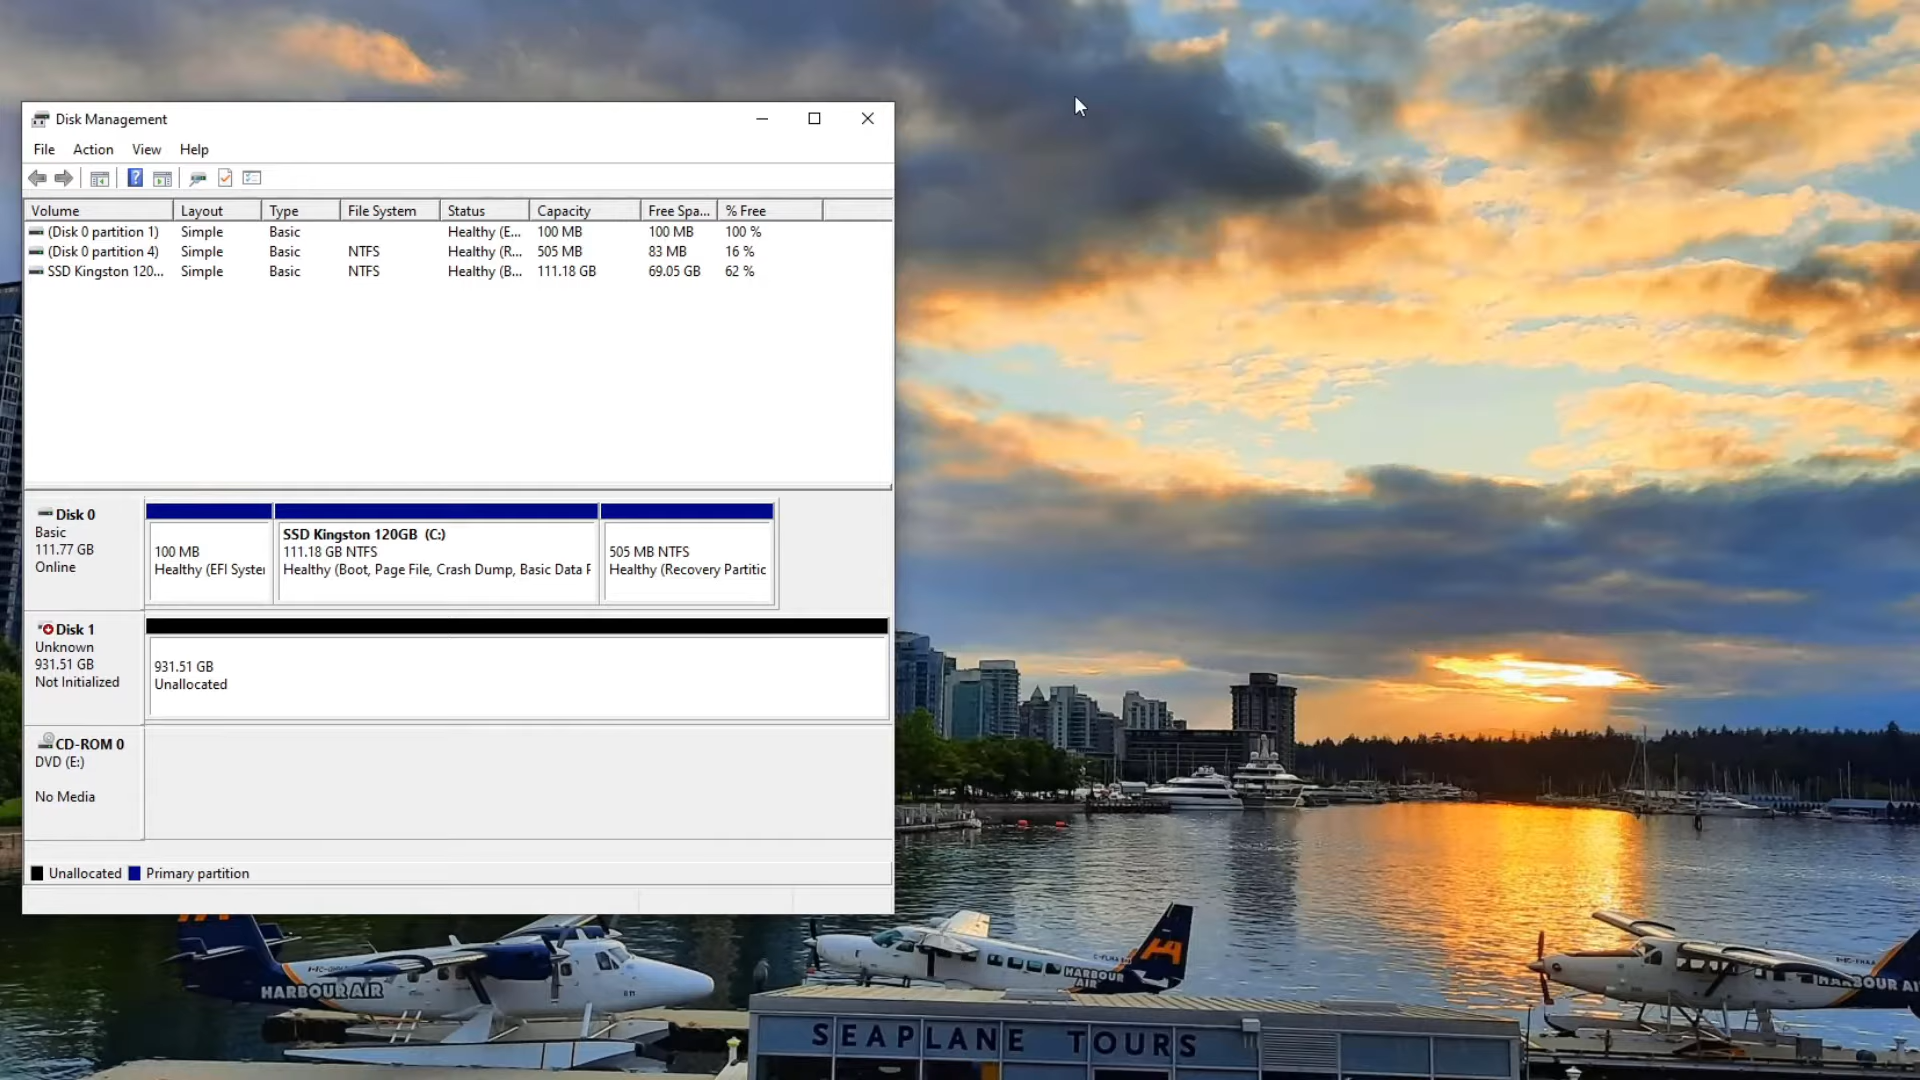 Disk Management
File Action View Help
Volume Layout Type File System Status Capacity Free Spa... % Free
(Disk 0 partition 1) Simple Basic Healthy (E... 100 MB 100 MB 100 %
(Disk 0 partition 4) Simple Basic NTFS Healthy (R... 505 MB 83 MB 16 %
SSD Kingston 120... Simple Basic NTFS Healthy (B... 111.18 GB 69.05 GB 62 %
Disk 0
Basic
111.77 GB
Online
100 MB
Healthy (EFI Syster
SSD Kingston 120GB (C:)
111.18 GB NTFS
Healthy (Boot, Page File, Crash Dump, Basic Data P
505 MB NTFS
Healthy (Recovery Partitic
Disk 1
Unknown
931.51 GB
Not Initialized
931.51 GB
Unallocated
CD-ROM 0
DVD (E:)
No Media
Unallocated Primary partition
HARBOUR AIR
HARBOUR
AIR
HARBOUR AI
SEAPLANE TOURS